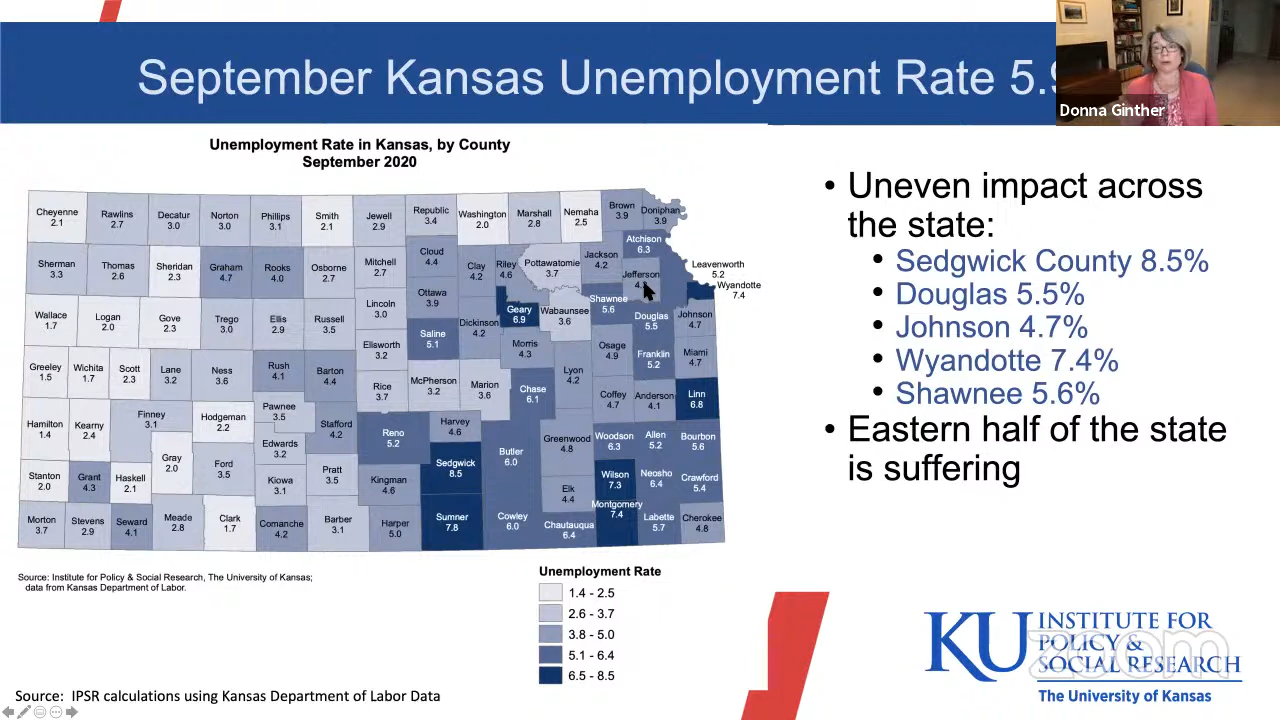 September Kansas Unemployment Rate 5.9
Donna Ginther
Unemployment Rate in Kansas, by County
September 2020
Cheyenne 2.1
Rawlins 2.7
Decatur 3.0
Norton 3.0
Phillips 3.1
Smith 2.1
Jewell 2.9
Republic 3.4
Washington 2.0
Marshall 2.8
Nemaha 2.5
Brown 3.9
Doniphan 3.9
Atchison 6.3
Sherman 3.3
Thomas 2.6
Sheridan 2.3
Graham 4.7
Rooks 4.0
Osborne 2.7
Mitchell 2.7
Cloud 4.4
Clay 4.2
Riley 4.6
Pottawatomie 3.7
Jackson 4.2
Jefferson
Leavenworth 5.2
Wyandotte 7.4
Lincoln 3.0
Ottawa 3.9
Wallace 1.7
Logan 2.0
Gove 2.3
Trego 3.0
Ellis 2.9
Russell 3.5
Saline 5.1
Dickinson 4.2
Geary 6.9
Wabaunsee 3.6
Shawnee 5.6
Douglas 5.5
Johnson 4.7
Ellsworth 3.2
Morris 4.3
Osage 4.9
Franklin 5.2
Miami 4.7
Greeley 1.5
Wichita 1.7
Scott 2.3
Lane 3.2
Ness 3.6
Rush 4.1
Barton 4.4
Rice 3.7
McPherson 3.2
Marion 3.6
Chase 6.1
Lyon 4.2
Coffey 4.7
Anderson 4.1
Linn 6.8
Hamilton 1.4
Kearny 2.4
Finney 3.1
Hodgeman 2.2
Pawnee 3.5
Stafford 4.2
Reno 5.2
Harvey 4.6
Edwards 3.2
Gray 2.0
Ford 3.5
Butler 6.0
Greenwood 4.8
Woodson 6.3
Allen 5.2
Bourbon 5.6
Stanton 2.0
Grant 4.3
Haskell 2.1
Kiowa 3.1
Pratt 3.5
Kingman 4.6
Sedgwick 8.5
Elk 4.4
Wilson 7.3
Neosho 6.4
Crawford 5.4
Morton 3.7
Stevens 2.9
Seward 4.1
Meade 2.8
Clark 1.7
Comanche 4.2
Barber 3.1
Harper 5.0
Sumner 7.8
Cowley 6.0
Chautauqua 6.4
Montgomery 7.4
Labette 5.7
Cherokee 4.8
Source: Institute for Policy & Social Research, The University of Kansas;
data from Kansas Department of Labor.
Unemployment Rate
1.4 - 2.5
2.6 - 3.7
3.8 - 5.0
5.1 - 6.4
6.5 - 8.5
• Uneven impact across
the state:
• Sedgwick County 8.5%
• Douglas 5.5%
• Johnson 4.7%
• Wyandotte 7.4%
• Shawnee 5.6%
• Eastern half of the state
is suffering
KU INSTITUTE FOR
POLICY &
SOCIAL RESEARCH
The University of Kansas
zoom
Source: IPSR calculations using Kansas Department of Labor Data